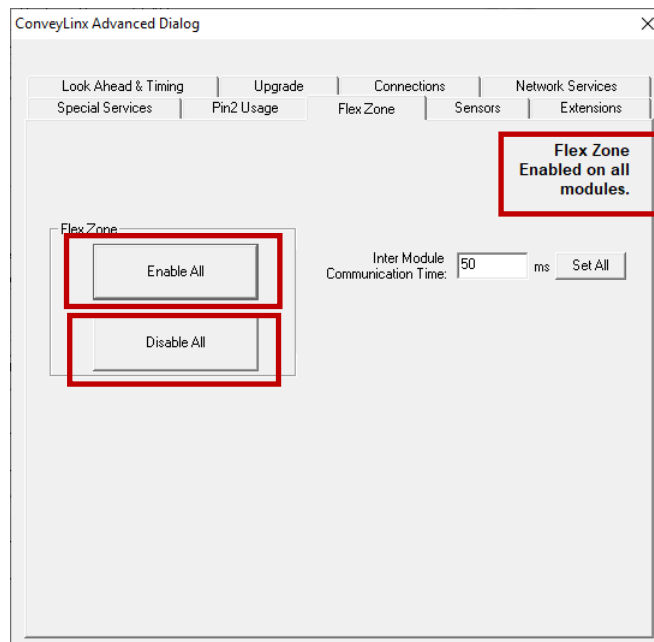 ConveyLinx Advanced Dialog
Look Ahead & Timing
Upgrade
Connections
Network Services
Special Services
Pin2 Usage
Flex Zone
Sensors
Extensions
Flex Zone
Enabled on all
modules.
Flex Zone
Enable All
Inter Module
Communication Time:
50
ms
Set All
Disable All